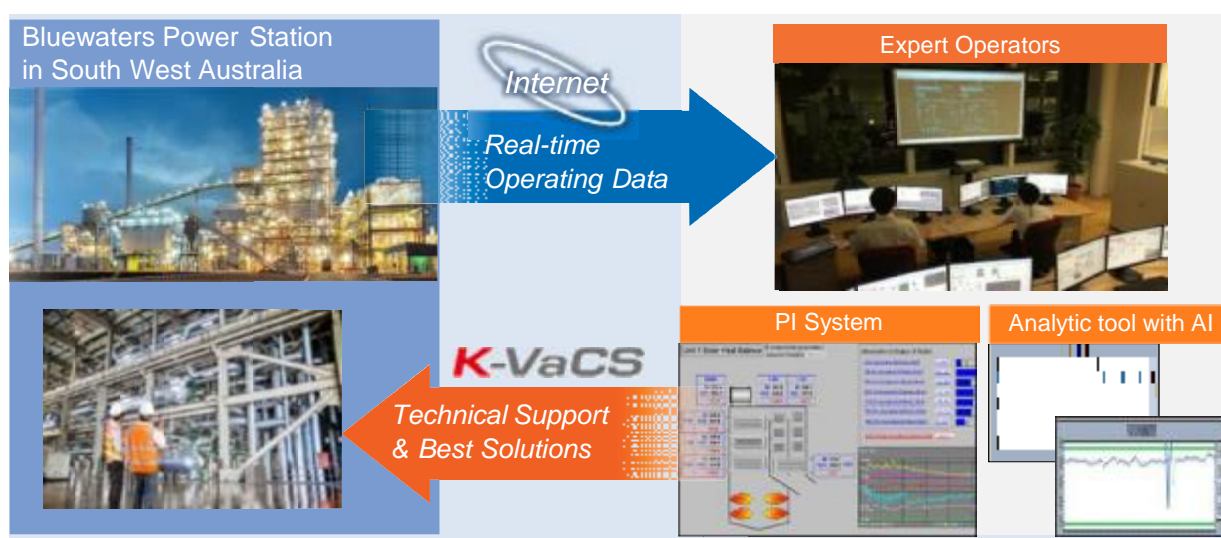 Bluewaters Power Station
in South West Australia
Internet
Real-time
Operating Data
Expert Operators
K-VaCS
Technical Support
& Best Solutions
PI System
Analytic tool with AI